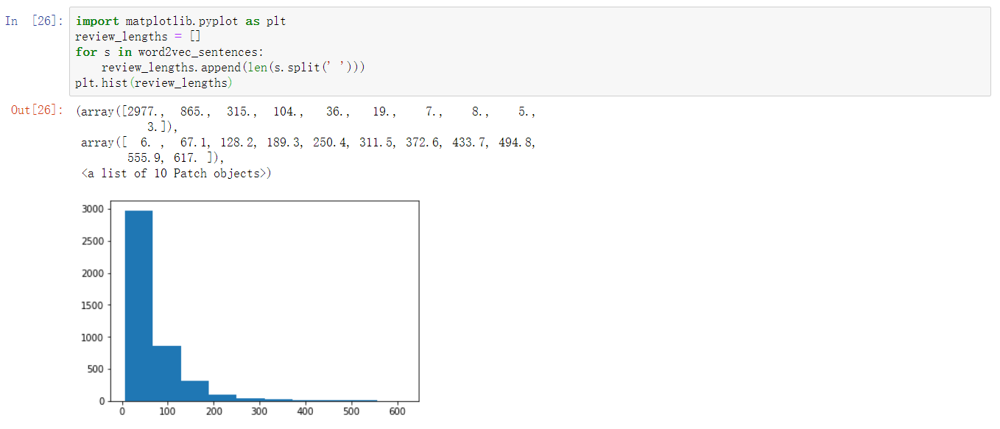 In [26]: import matplotlib.pyplot as plt
review_lengths = []
for s in word2vec_sentences:
    review_lengths.append(len(s.split(' ')))
plt.hist(review_lengths)
Out[26]: (array([2977., 865., 315., 104., 36., 19., 7., 8., 5.,
3.]),
array([ 6. , 67.1, 128.2, 189.3, 250.4, 311.5, 372.6, 433.7, 494.8,
555.9, 617. ]),
<a list of 10 Patch objects>)
3000
2500
2000
1500
1000
500
0
0 100 200 300 400 500 600